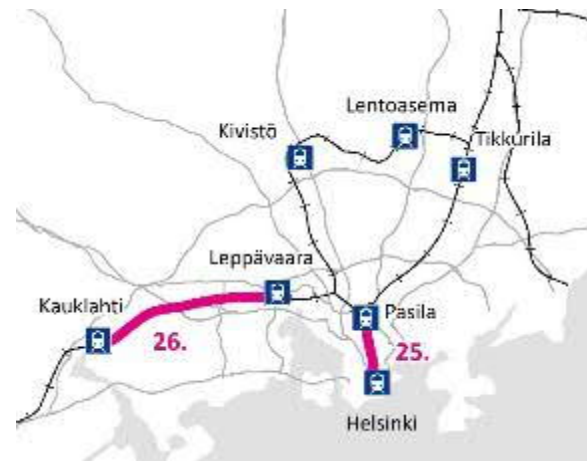 Lentoasema
Kivistö
Tikkurila
Leppävaara
Kauklahti
Pasila
26.
25.
Helsinki